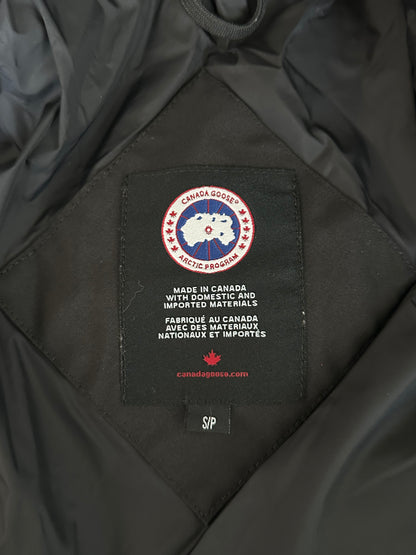 CANADA GOOSE®
ARCTIC PROGRAM
MADE IN CANADA
WITH DOMESTIC AND
IMPORTED MATERIALS
FABRIQUÉ AU CANADA
AVEC DES MATERIAUX
NATIONAUX ET IMPORTÉS
canadagoose.com
S/P